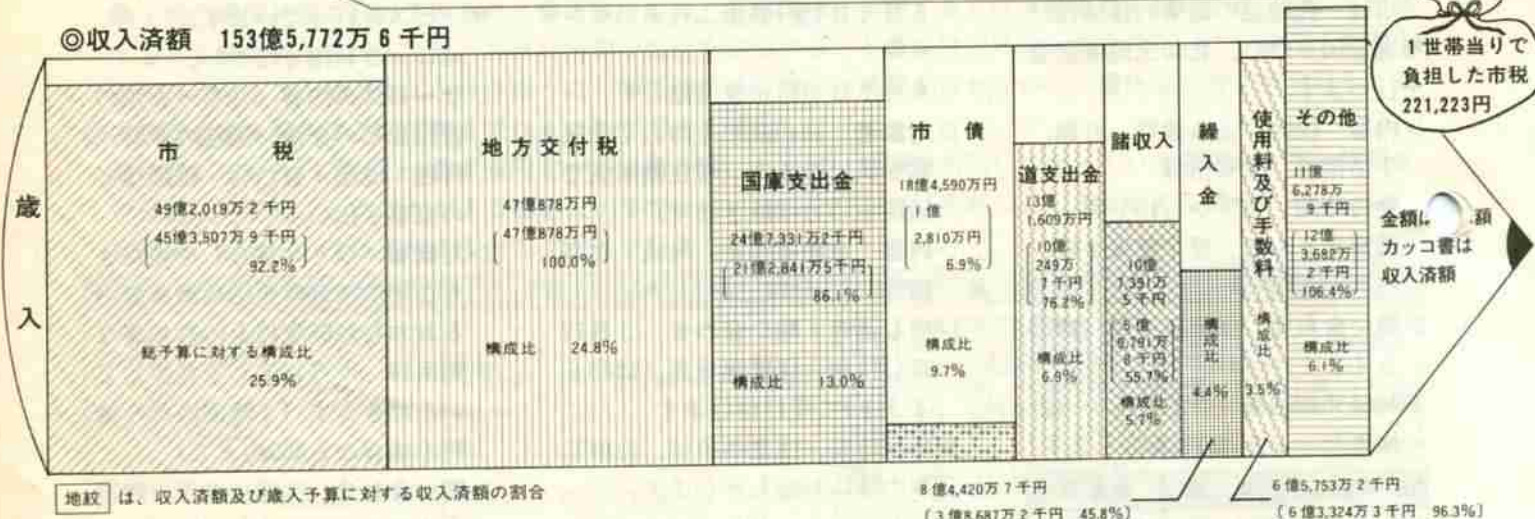 ◎収入済額 153億5,772万6千円
1世帯当りで
負担した市税
221,223円
歳入
市税
49億2,019万2千円
45億3,507万9千円
92.2%
総予算に対する構成比
25.9%
地方交付税
47億878万円
47億878万円
100.0%
構成比 24.8%
国庫支出金
24億7,331万2千円
21億2,841万5千円
86.1%
構成比 13.0%
市債
18億4,590万円
1億
2,810万円
6.9%
構成比
9.7%
道支出金
13億
1,609万円
10億
249万
7千円
76.2%
構成比
6.9%
諸収入
5千円
8千円
55.7%
構成比
5.7%
繰入金
構成比
4.4%
使用料及び手数料
構成比
3.5%
その他
11億
6,278万
9千円
12億
3,682万
2千円
106.4%
構成比
6.1%
金額は 額
カッコ書は
収入済額
地紋 は、収入済額及び歳入予算に対する収入済額の割合
8億4,420万7千円
〔3億8,687万2千円 45.8%〕
6億5,753万2千円
〔6億3,324万3千円 96.3%〕